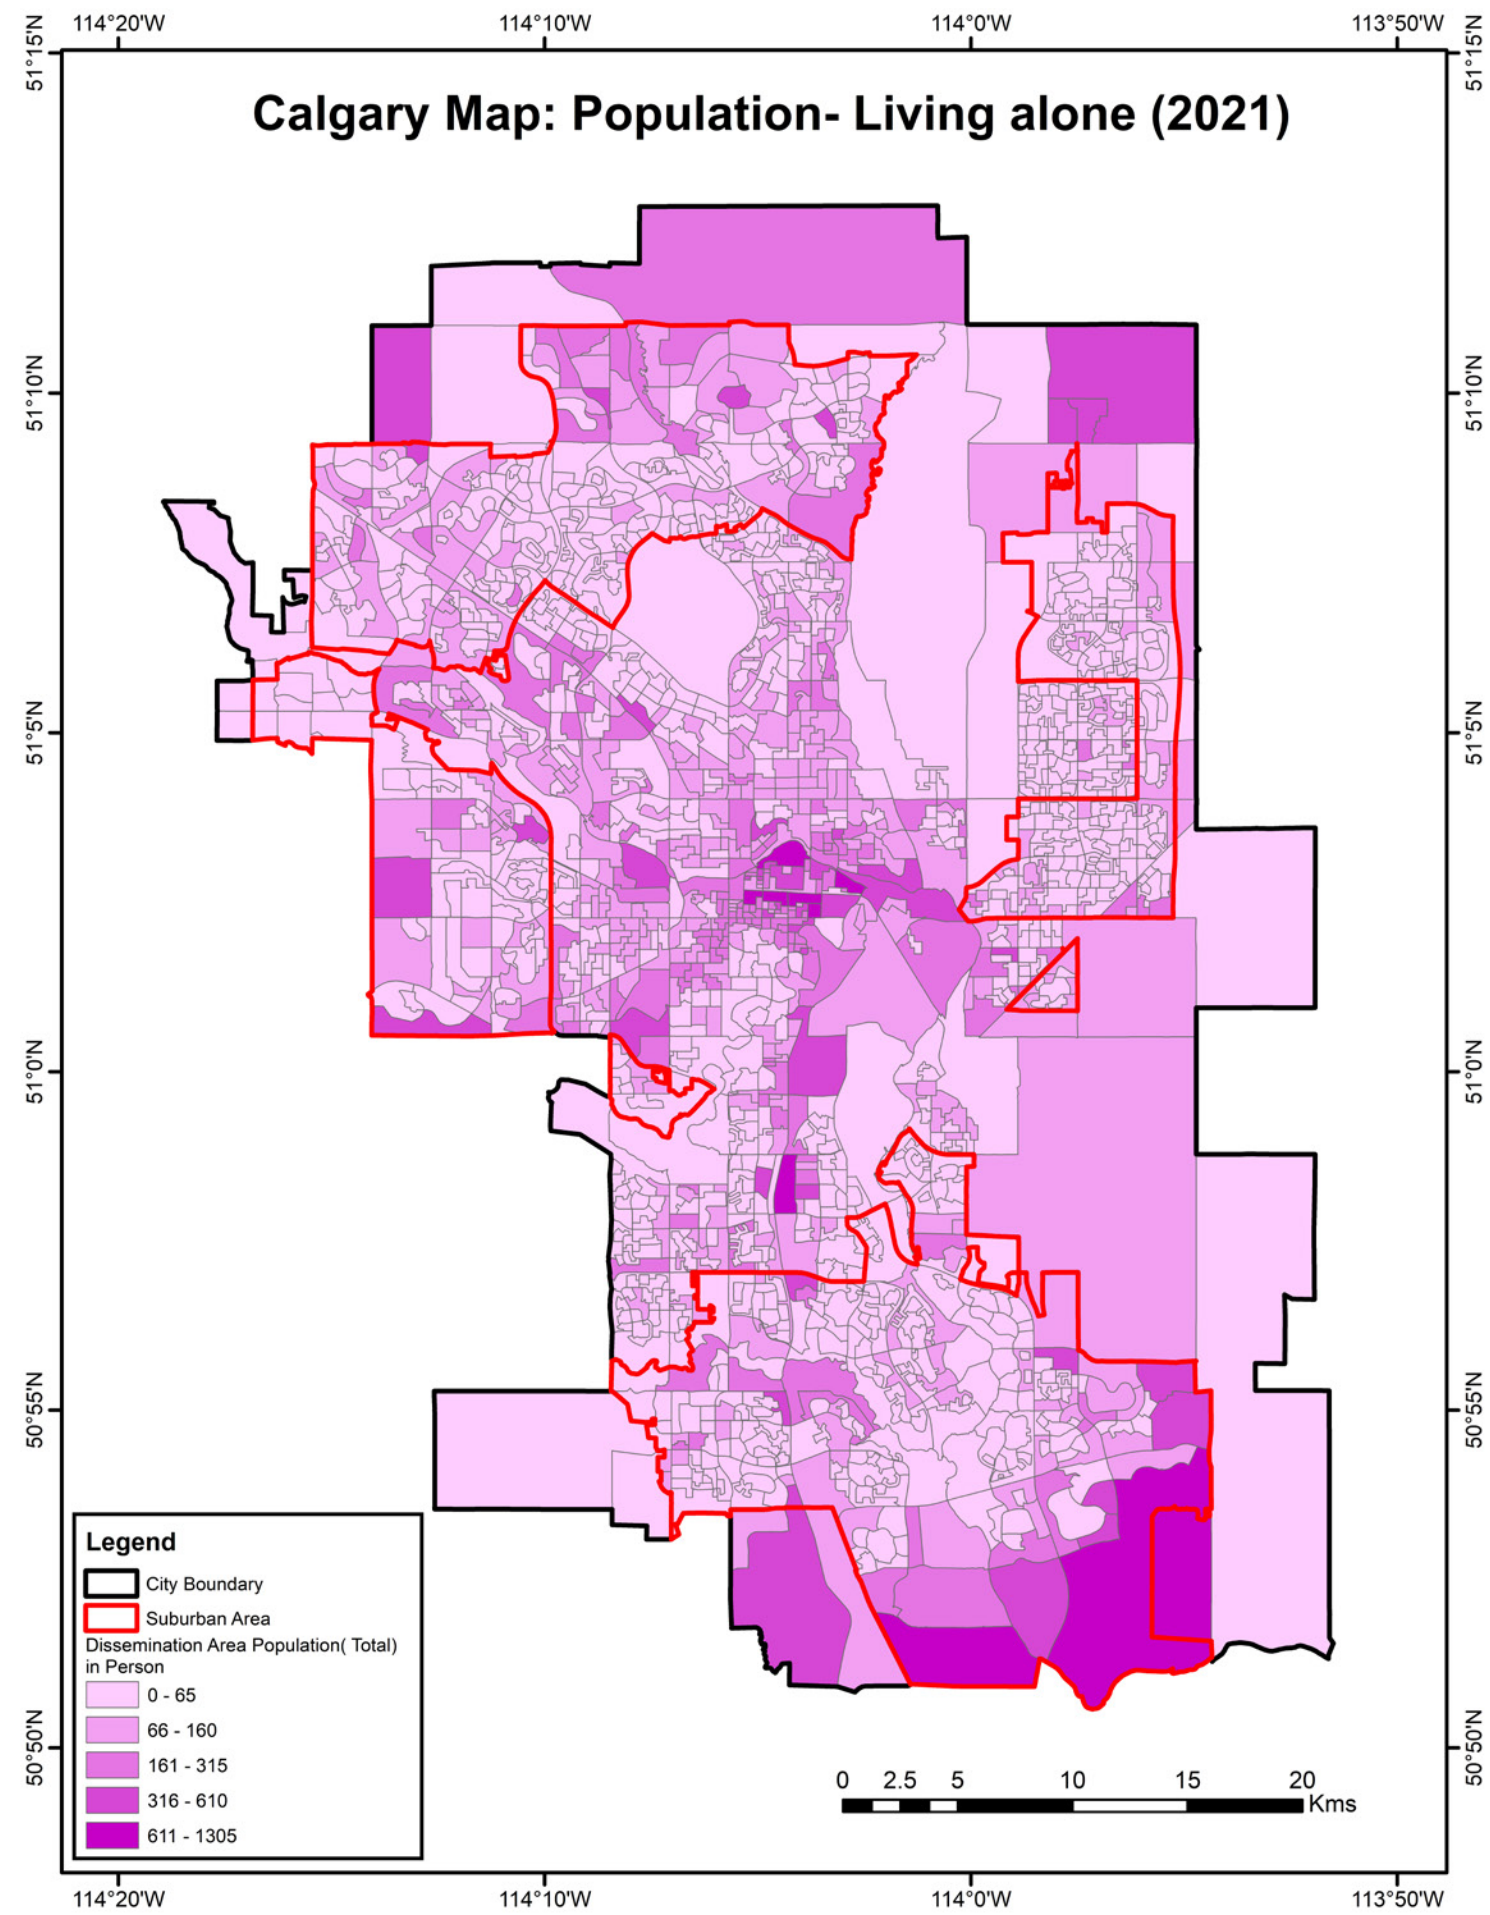 114°20'W 114°10'W 114°0'W 113°50'W
51°15'N 51°15'N
Calgary Map: Population- Living alone (2021)
51°10'N 51°10'N
51°5'N 51°5'N
51°0'N 51°0'N
50°55'N 50°55'N
Legend
City Boundary
Suburban Area
Dissemination Area Population( Total)
in Person
0 - 65
66 - 160
161 - 315
316 - 610
611 - 1305
50°50'N 50°50'N
0 2.5 5 10 15 20
Kms
114°20'W 114°10'W 114°0'W 113°50'W